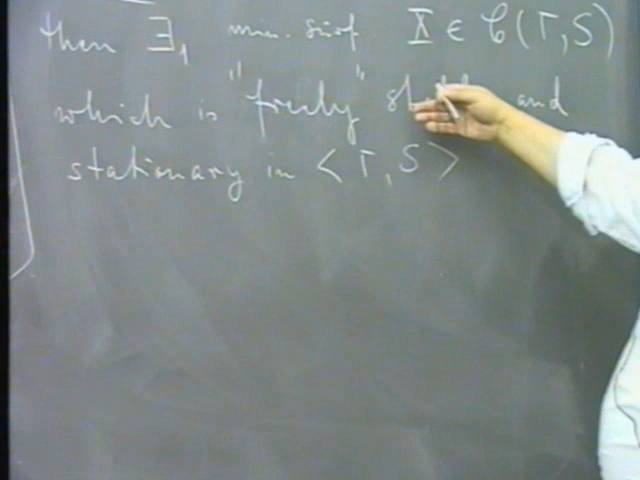 then ∃₁ min. surf X ∈ C(Γ, S)
which is "freely" and
stationary in <Γ, S>